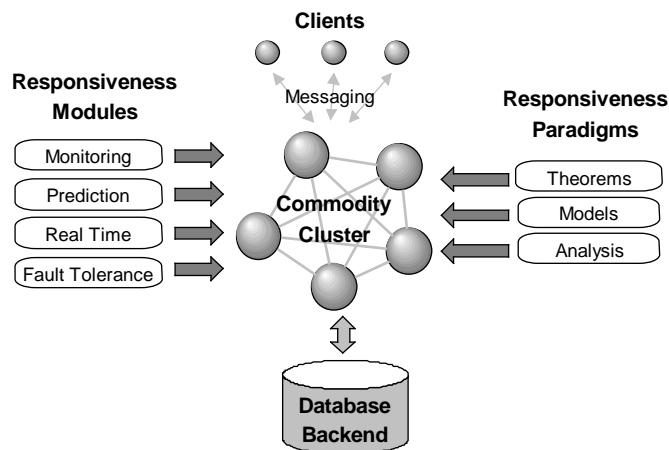 Clients
Messaging
Responsiveness
Modules
Monitoring
Prediction
Real Time
Fault Tolerance
Commodity
Cluster
Responsiveness
Paradigms
Theorems
Models
Analysis
Database
Backend